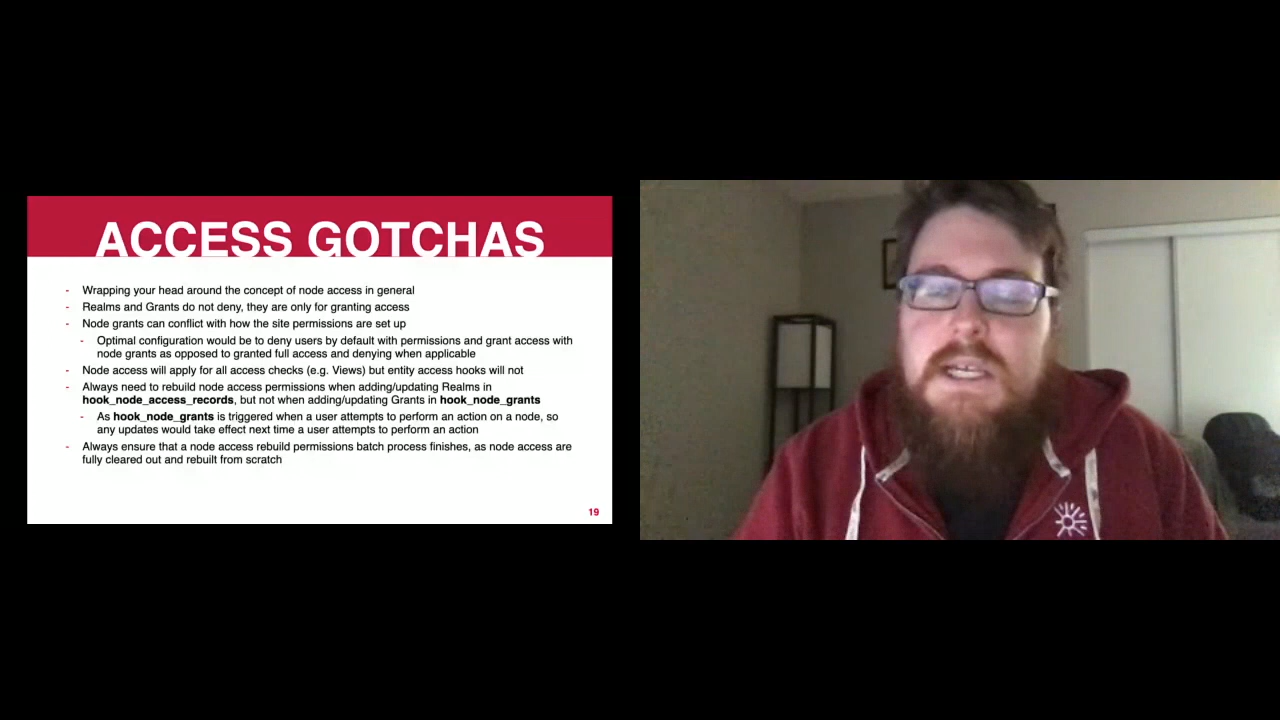 ACCESS GOTCHAS
- Wrapping your head around the concept of node access in general
- Realms and Grants do not deny, they are only for granting access
- Node grants can conflict with how the site permissions are set up
- Optimal configuration would be to deny users by default with permissions and grant access with
node grants as opposed to granted full access and denying when applicable
- Node access will apply for all access checks (e.g. Views) but entity access hooks will not
- Always need to rebuild node access permissions when adding/updating Realms in
hook_node_access_records, but not when adding/updating Grants in hook_node_grants
- As hook_node_grants is triggered when a user attempts to perform an action on a node, so
any updates would take effect next time a user attempts to perform an action
- Always ensure that a node access rebuild permissions batch process finishes, as node access are
fully cleared out and rebuilt from scratch
19